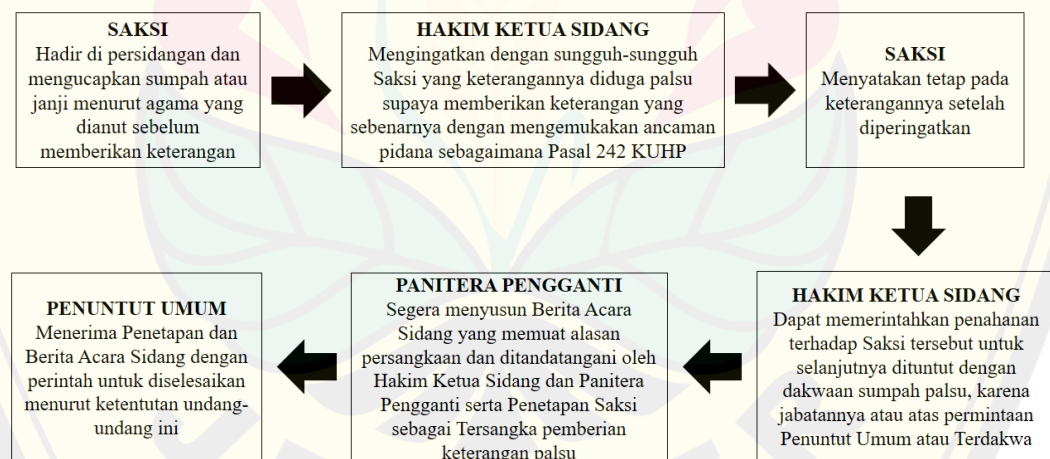 SAKSI
Hadir di persidangan dan
mengucapkan sumpah atau
janji menurut agama yang
dianut sebelum
memberikan keterangan
HAKIM KETUA SIDANG
Mengingatkan dengan sungguh-sungguh
Saksi yang keterangannya diduga palsu
supaya memberikan keterangan yang
sebenarnya dengan mengemukakan ancaman
pidana sebagaimana Pasal 242 KUHP
SAKSI
Menyatakan tetap pada
keterangannya setelah
diperingatkan
HAKIM KETUA SIDANG
Dapat memerintahkan penahanan
terhadap Saksi tersebut untuk
selanjutnya dituntut dengan
dakwaan sumpah palsu, karena
jabatannya atau atas permintaan
Penuntut Umum atau Terdakwa
PANITERA PENGGANTI
Segera menyusun Berita Acara
Sidang yang memuat alasan
persangkaan dan ditandatangani oleh
Hakim Ketua Sidang dan Panitera
Pengganti serta Penetapan Saksi
sebagai Tersangka pemberian
keterangan palsu
PENUNTUT UMUM
Menerima Penetapan dan
Berita Acara Sidang dengan
perintah untuk diselesaikan
menurut ketentutan undang-
undang ini